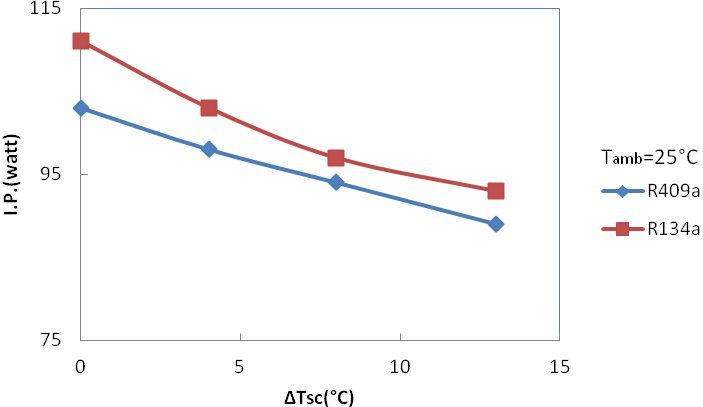 115
95
75
I.P.(watt)
0 5 10 15
ΔTsc(°C)
Tamb=25°C
R409a
R134a